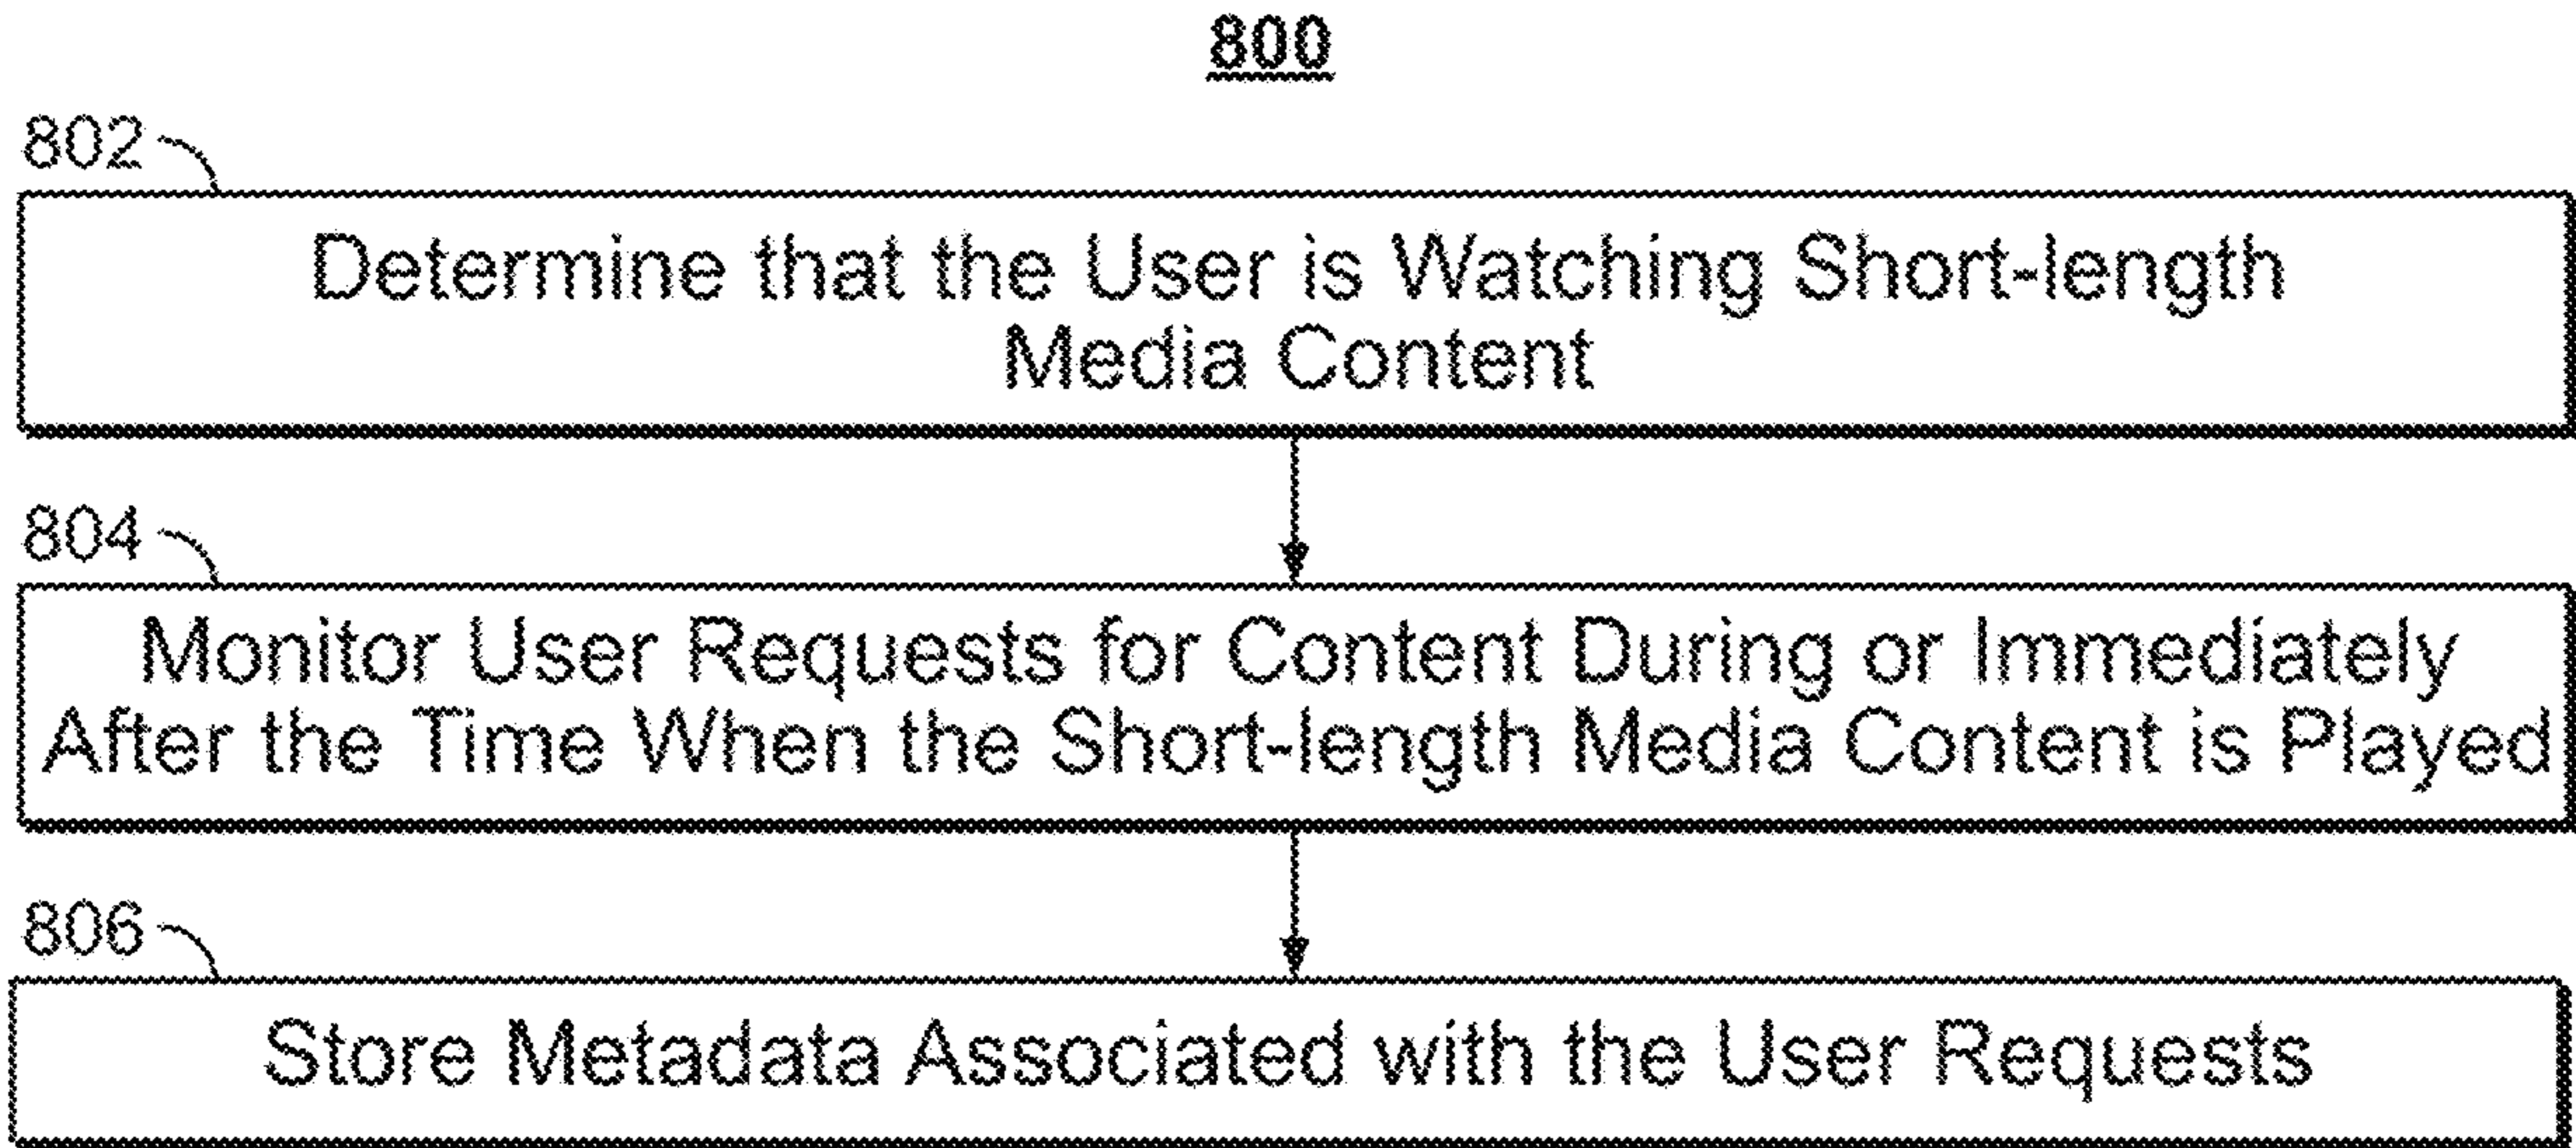 800
802
Determine that the User is Watching Short-length
Media Content
804
Monitor User Requests for Content During or Immediately
After the Time When the Short-length Media Content is Played
806
Store Metadata Associated with the User Requests